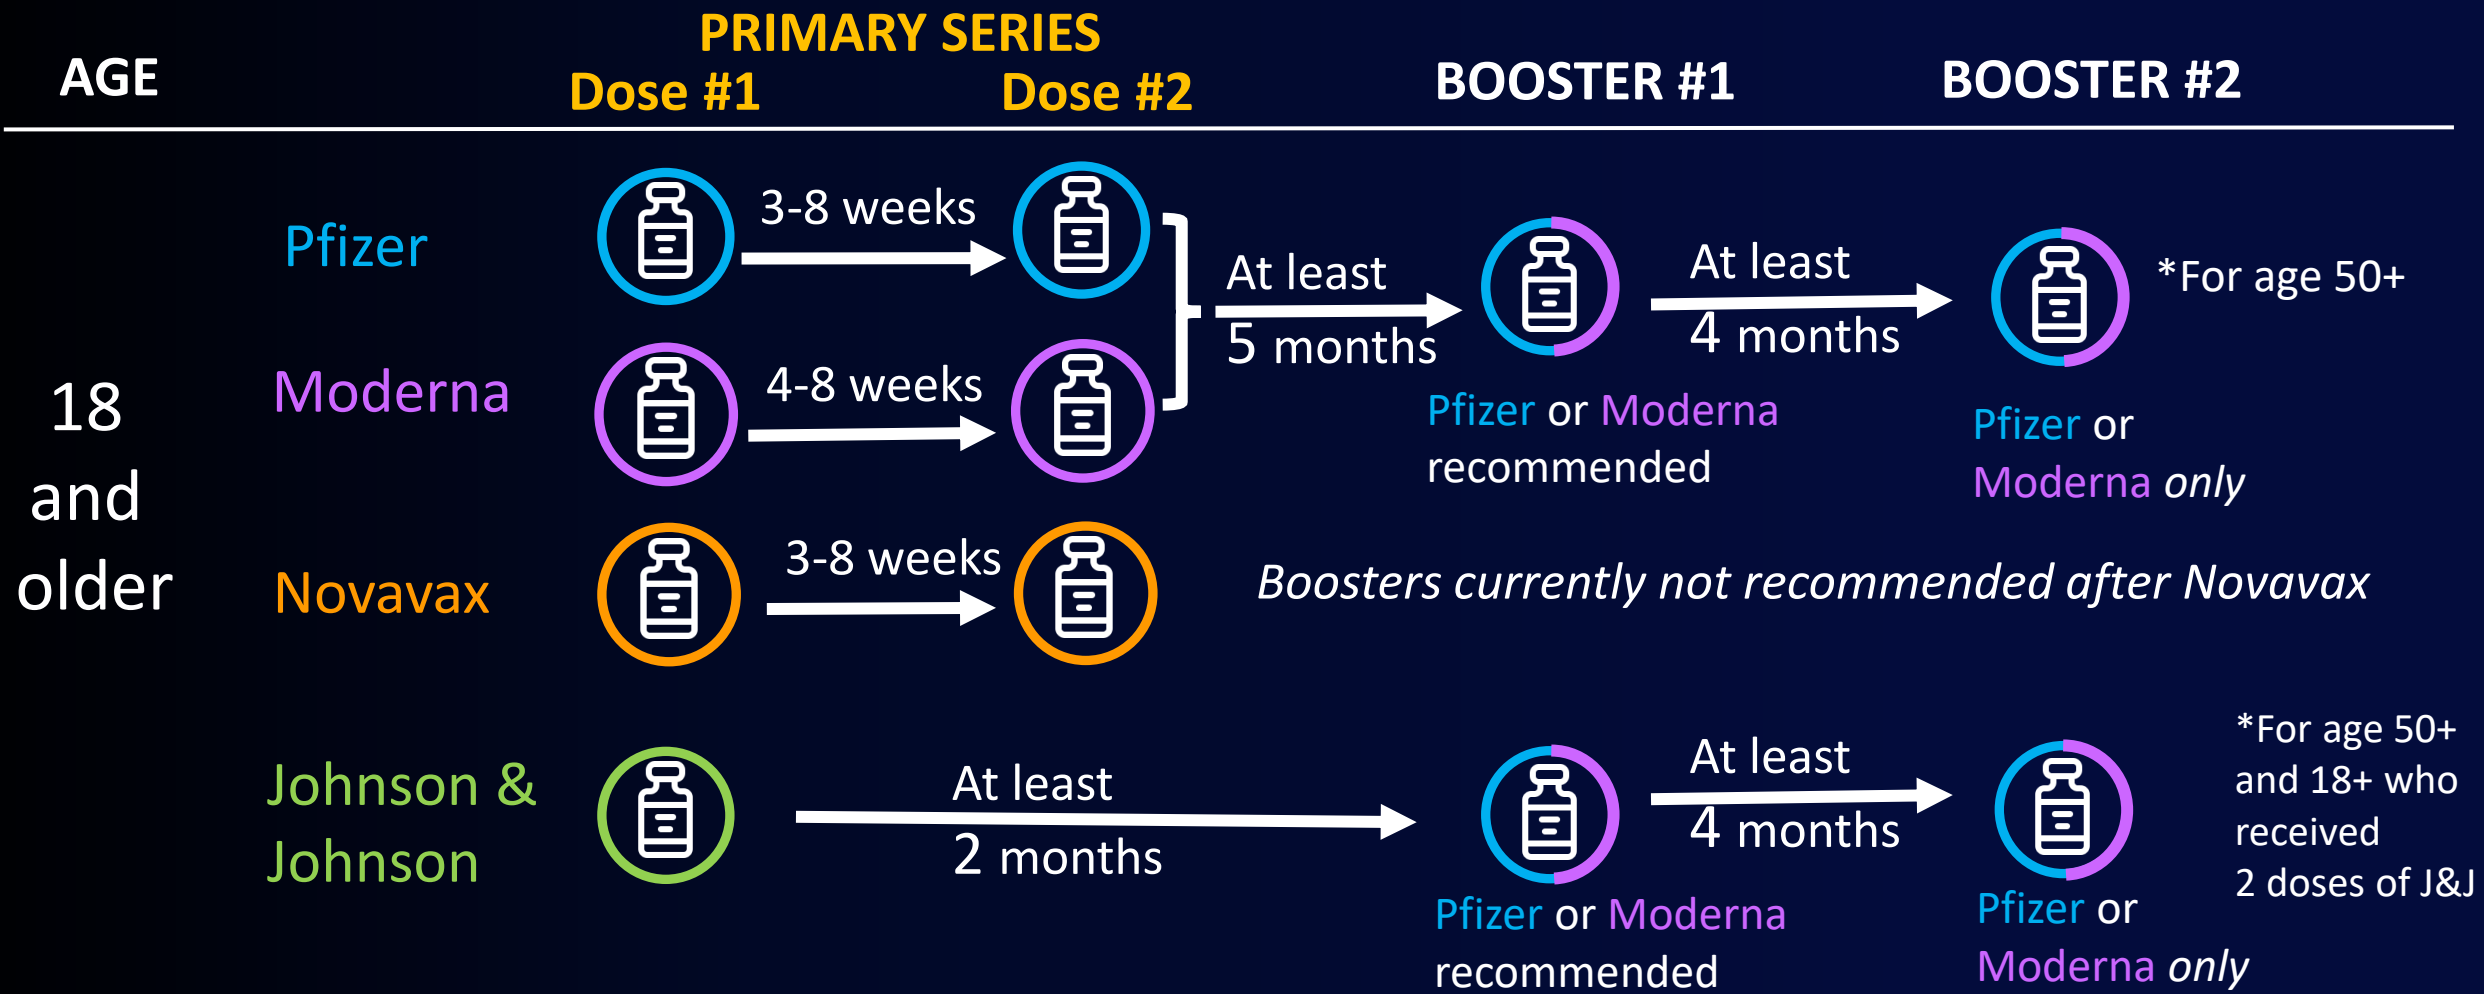 PRIMARY SERIES
AGE
Dose #1
Dose #2
BOOSTER #1
BOOSTER #2
18
and
older
Pfizer
3-8 weeks
Moderna
4-8 weeks
At least
5 months
Pfizer or Moderna
recommended
At least
4 months
*For age 50+
Pfizer or
Moderna only
Novavax
3-8 weeks
Boosters currently not recommended after Novavax
Johnson &
Johnson
At least
2 months
Pfizer or Moderna
recommended
At least
4 months
Pfizer or
Moderna only
*For age 50+
and 18+ who
received
2 doses of J&J